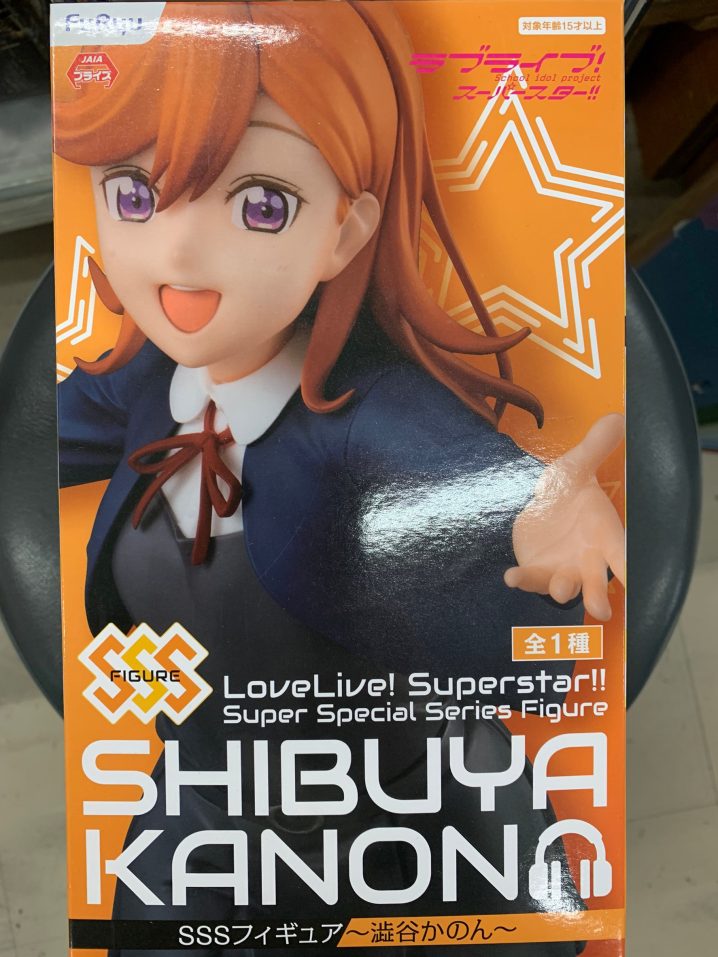 FuRyu
対象年齢15才以上
JAIA
プライズ
ラブライブ!
School idol project
スーパースター!!
全1種
SSS
FIGURE
LoveLive! Superstar!!
Super Special Series Figure
SHIBUYA
KANON
SSSフィギュア～澁谷かのん～